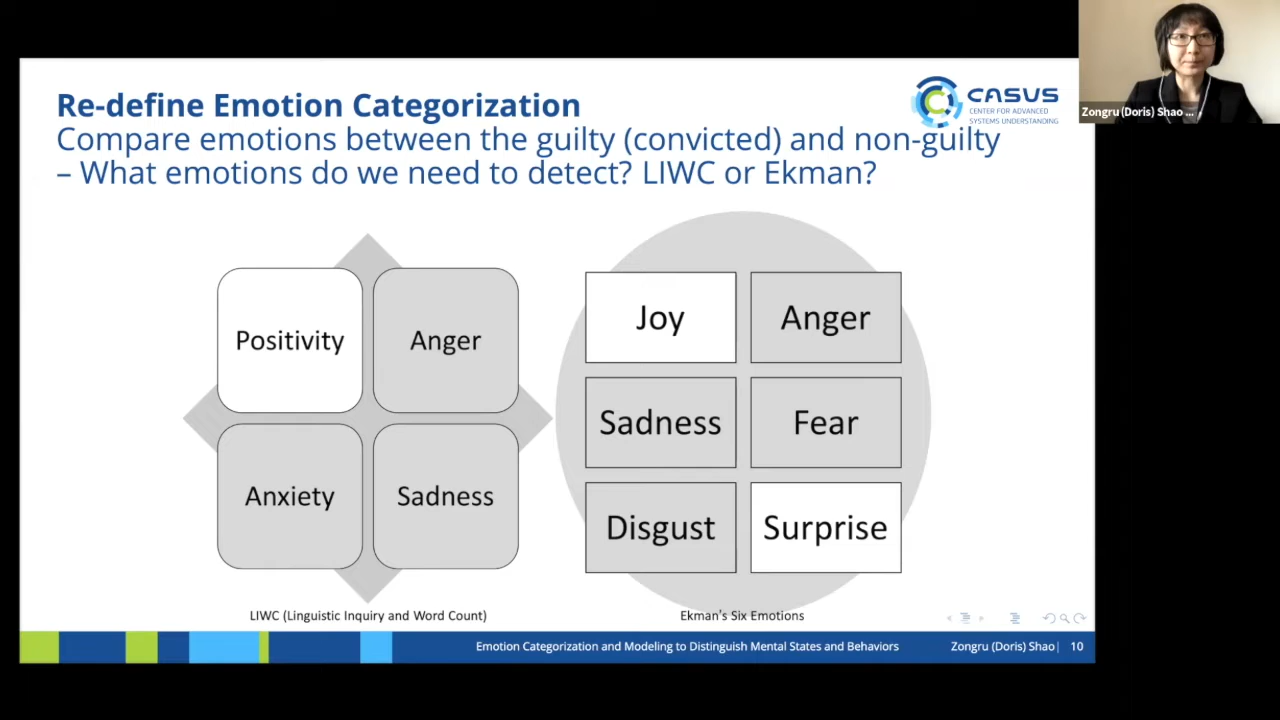 Re-define Emotion Categorization
Compare emotions between the guilty (convicted) and non-guilty
– What emotions do we need to detect? LIWC or Ekman?
CASUS
CENTER FOR ADVANCED
SYSTEMS UNDERSTANDING
Zongru (Doris) Shao ...
Positivity
Anger
Anxiety
Sadness
LIWC (Linguistic Inquiry and Word Count)
Joy
Anger
Sadness
Fear
Disgust
Surprise
Ekman's Six Emotions
Emotion Categorization and Modeling to Distinguish Mental States and Behaviors
Zongru (Doris) Shao | 10